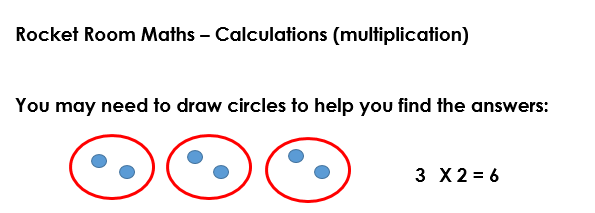 Rocket Room Maths – Calculations (multiplication)
You may need to draw circles to help you find the answers:
3 X 2 = 6